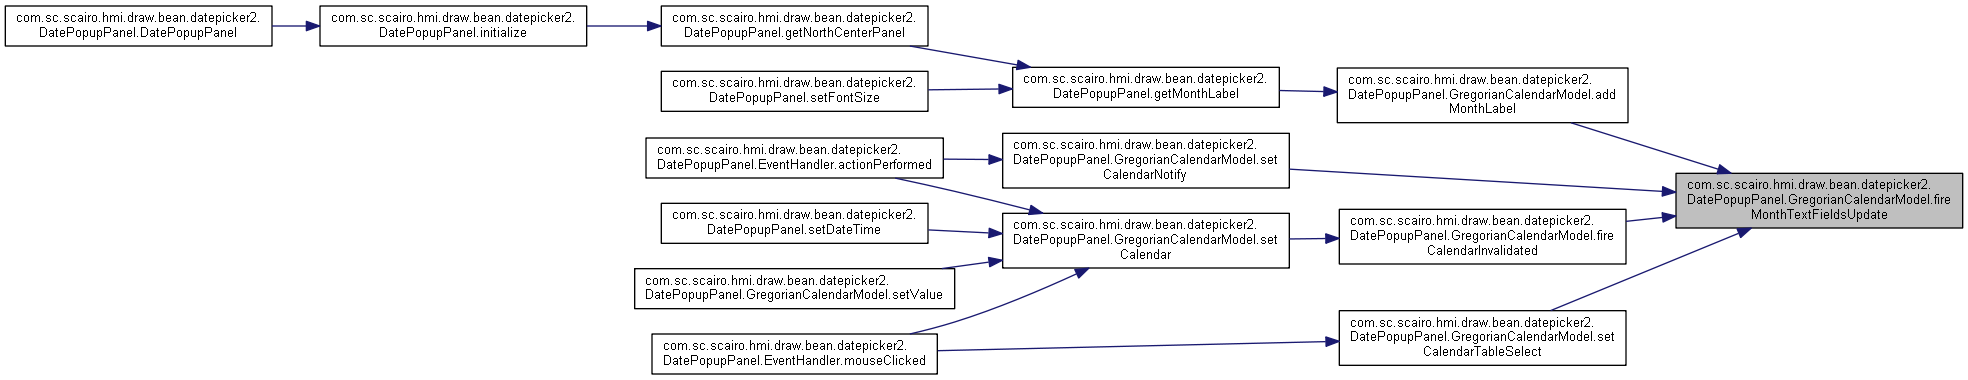 com.sc.scairo.hmi.draw.bean.datepicker2.
DatePopupPanel.DatePopupPanel
com.sc.scairo.hmi.draw.bean.datepicker2.
DatePopupPanel.initialize
com.sc.scairo.hmi.draw.bean.datepicker2.
DatePopupPanel.getNorthCenterPanel
com.sc.scairo.hmi.draw.bean.datepicker2.
DatePopupPanel.setFontSize
com.sc.scairo.hmi.draw.bean.datepicker2.
DatePopupPanel.getMonthLabel
com.sc.scairo.hmi.draw.bean.datepicker2.
DatePopupPanel.GregorianCalendarModel.add
MonthLabel
com.sc.scairo.hmi.draw.bean.datepicker2.
DatePopupPanel.EventHandler.actionPerformed
com.sc.scairo.hmi.draw.bean.datepicker2.
DatePopupPanel.GregorianCalendarModel.set
CalendarNotify
com.sc.scairo.hmi.draw.bean.datepicker2.
DatePopupPanel.GregorianCalendarModel.fire
MonthTextFieldsUpdate
com.sc.scairo.hmi.draw.bean.datepicker2.
DatePopupPanel.setDateTime
com.sc.scairo.hmi.draw.bean.datepicker2.
DatePopupPanel.GregorianCalendarModel.set
Calendar
com.sc.scairo.hmi.draw.bean.datepicker2.
DatePopupPanel.GregorianCalendarModel.fire
CalendarInvalidated
com.sc.scairo.hmi.draw.bean.datepicker2.
DatePopupPanel.GregorianCalendarModel.setValue
com.sc.scairo.hmi.draw.bean.datepicker2.
DatePopupPanel.EventHandler.mouseClicked
com.sc.scairo.hmi.draw.bean.datepicker2.
DatePopupPanel.GregorianCalendarModel.set
CalendarTableSelect